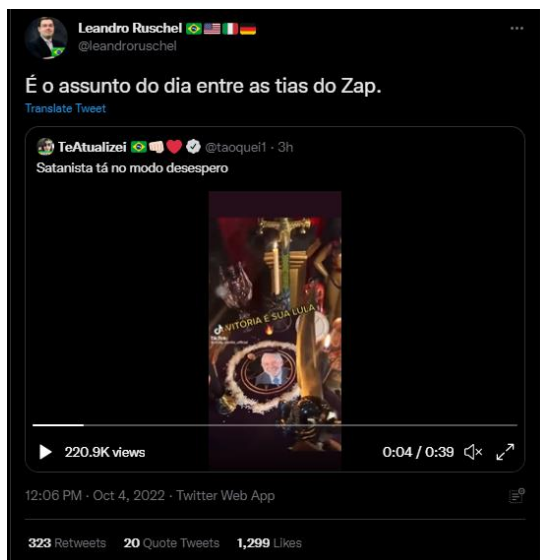 Leandro Ruschel 🇧🇷🇺🇸🇮🇹🇩🇪
@leandroruschel
É o assunto do dia entre as tias do Zap.
Translate Tweet
TeAtualizei 🇧🇷👊🏻❤️ @taoquei1 · 3h
Satanista tá no modo desespero
VITÓRIA É SUA LULA
220.9K views
0:04 / 0:39
12:06 PM · Oct 4, 2022 · Twitter Web App
323 Retweets 20 Quote Tweets 1,299 Likes